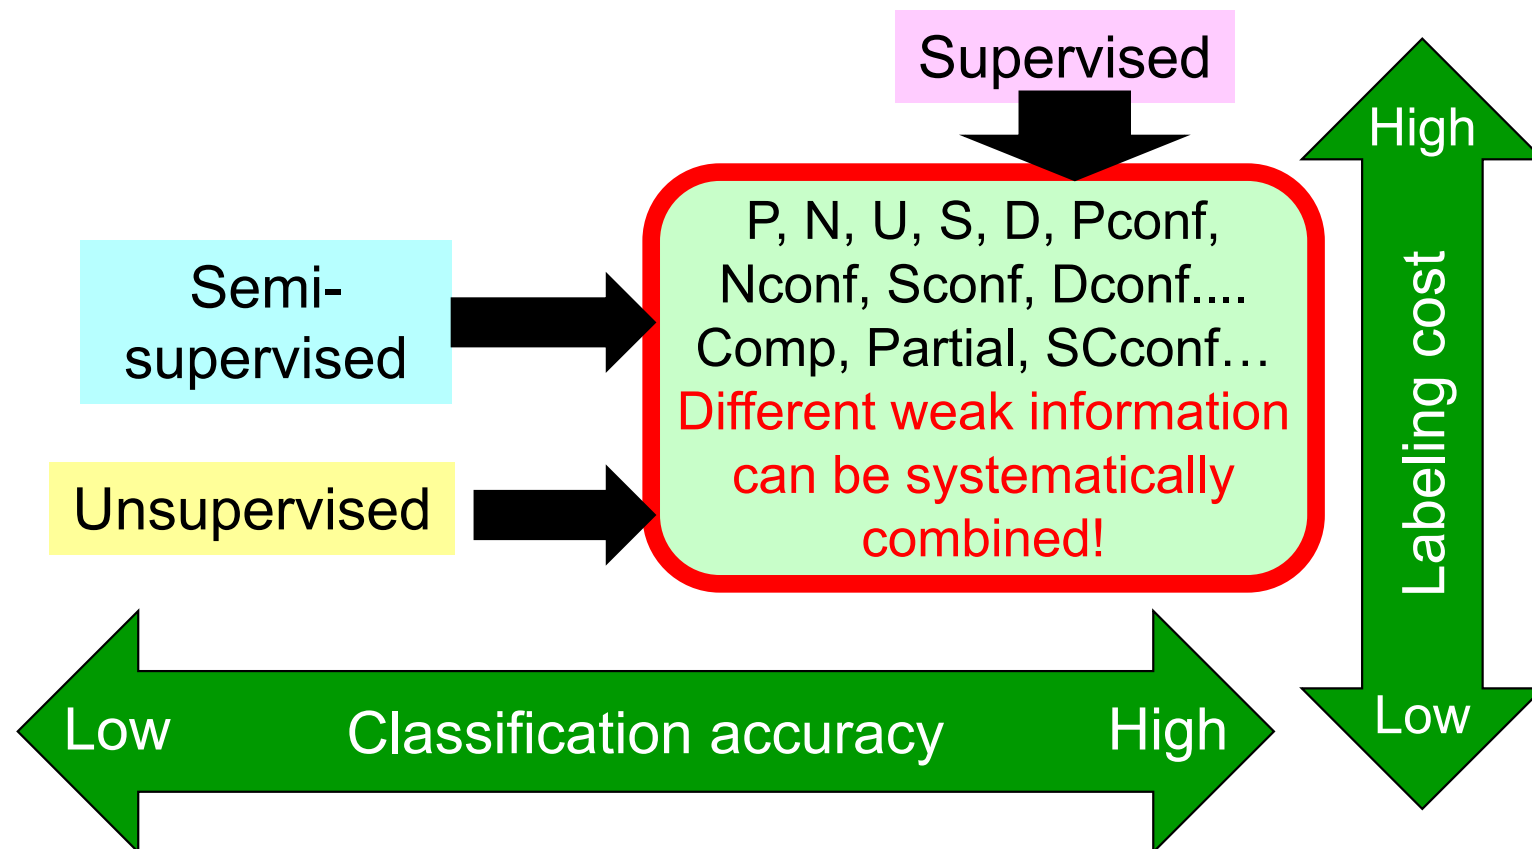 Supervised
High
P, N, U, S, D, Pconf,
Nconf, Sconf, Dconf....
Comp, Partial, SCconf…
Different weak information
can be systematically
combined!
Semi-
supervised
Unsupervised
Labeling cost
Low
Low
Classification accuracy
High